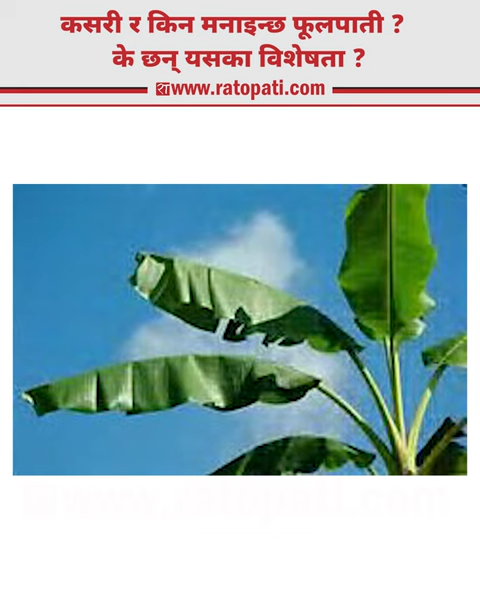 कसरी र किन मनाइन्छ फूलपाती ?
के छन् यसका विशेषता ?
www.ratopati.com